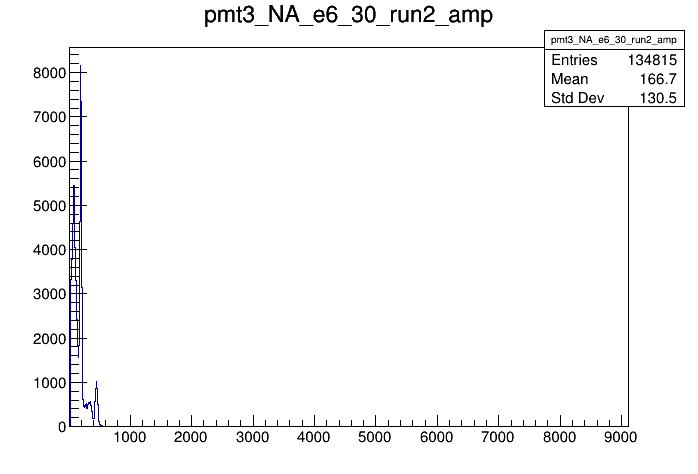 pmt3_NA_e6_30_run2_amp
pmt3_NA_e6_30_run2_amp
Entries 134815
Mean 166.7
Std Dev 130.5
8000
7000
6000
5000
4000
3000
2000
1000
0
1000 2000 3000 4000 5000 6000 7000 8000 9000